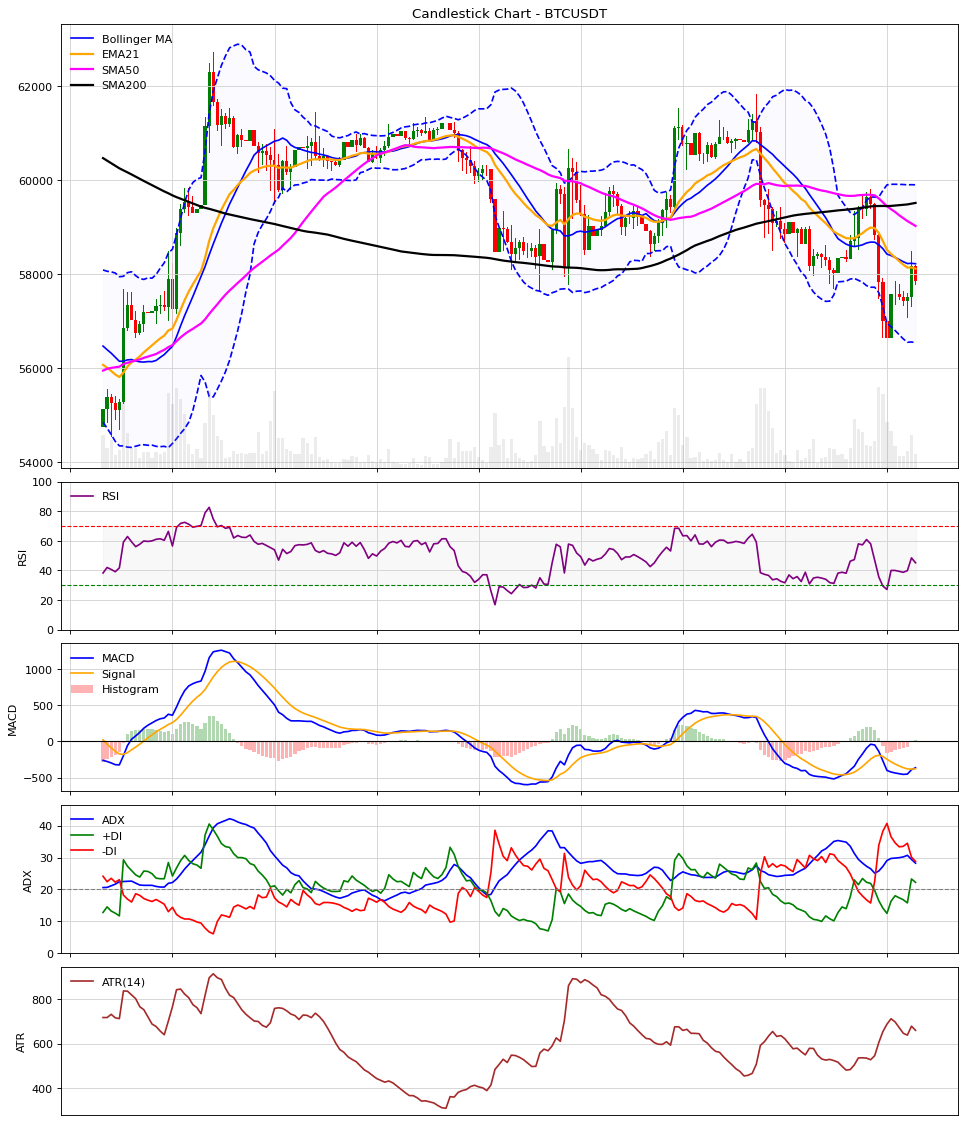 Candlestick Chart - BTCUSDT
Bollinger MA
EMA21
SMA50
SMA200
62000
60000
58000
56000
54000
RSI
100
80
60
40
20
0
RSI
MACD
Signal
Histogram
1000
500
0
−500
MACD
ADX
+DI
-DI
40
30
20
10
0
ADX
ATR(14)
800
600
400
ATR